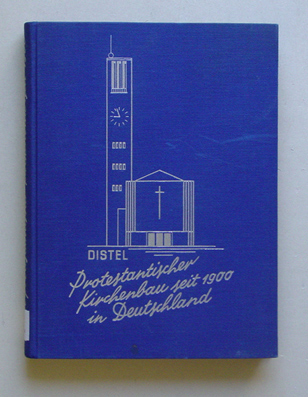 DISTEL
Protestantischer
Kirchenbau seit 1900
in Deutschland